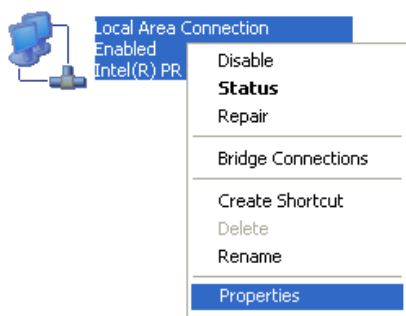 Local Area Connection
Enabled
Intel(R) PR
Disable
Status
Repair
Bridge Connections
Create Shortcut
Delete
Rename
Properties